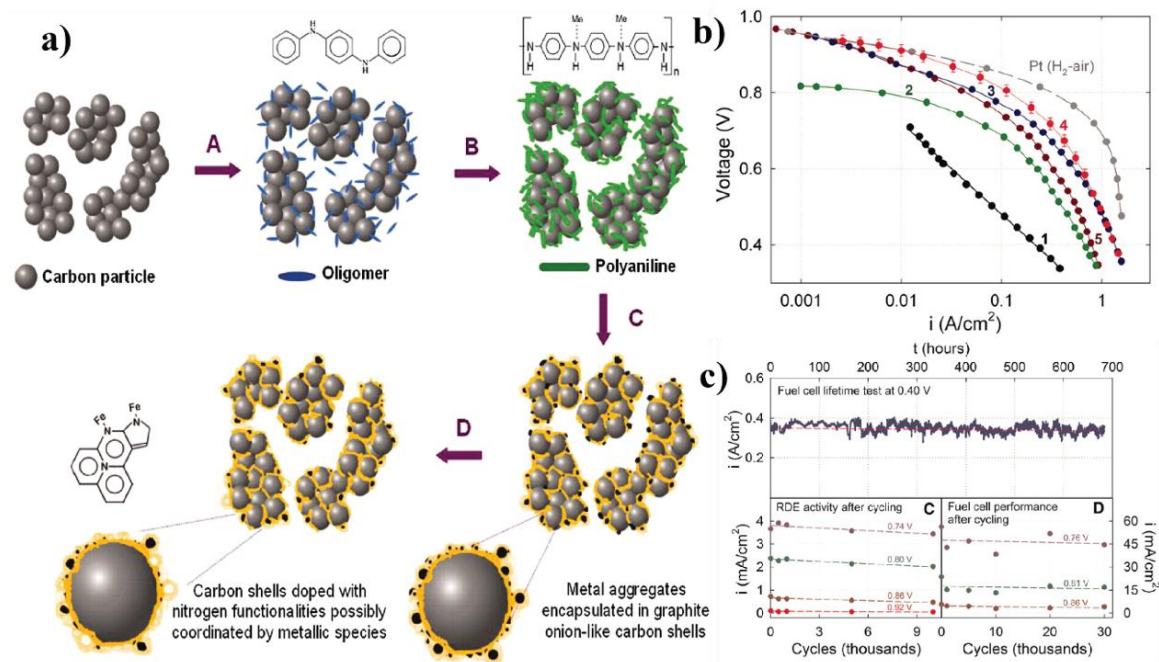 a)
N
H
N
H
Me
Me
N
H
N
H
N
H
N
H
n
A
B
Carbon particle
Oligomer
Polyaniline
C
D
Fe
Fe
N
N
N
Carbon shells doped with
nitrogen functionalities possibly
coordinated by metallic species
Metal aggregates
encapsulated in graphite
onion-like carbon shells
b)
Voltage (V)
1.0
0.8
0.6
0.4
Pt (H2-air)
2
3
4
1
5
0.001
0.01
0.1
1
i (A/cm²)
c)
t (hours)
0
100
200
300
400
500
600
700
0.6
0.4
0.2
i (A/cm²)
Fuel cell lifetime test at 0.40 V
RDE activity after cycling
C
4
3
2
1
0
i (mA/cm²)
0.74 V
0.80 V
0.86 V
0.92 V
0
3
6
9
Cycles (thousands)
Fuel cell performance
after cycling
D
60
45
30
15
0
i (mA/cm²)
0.76 V
0.81 V
0.86 V
0
10
20
30
Cycles (thousands)